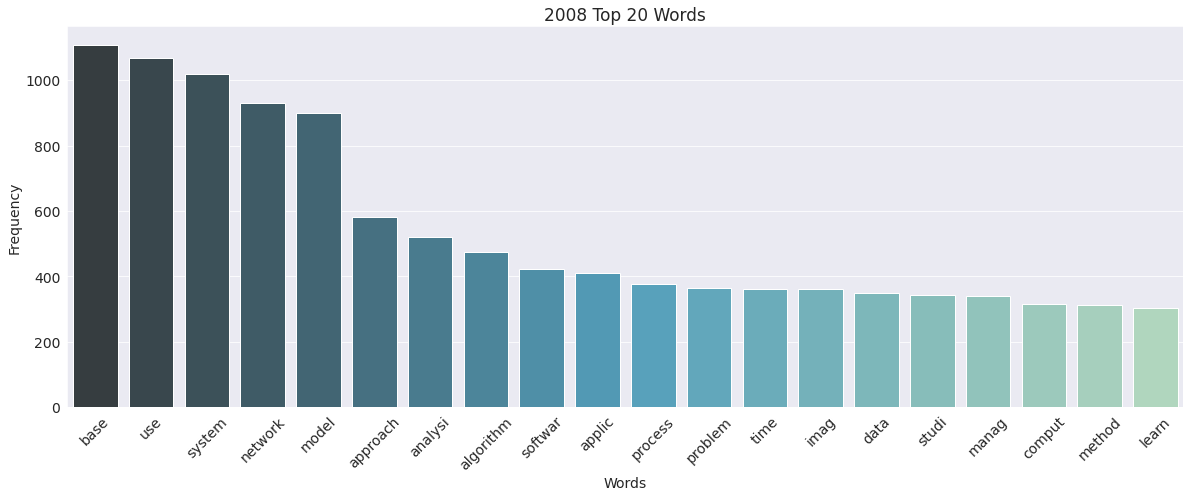 2008 Top 20 Words
Frequency
1000
800
600
400
200
0
base use system network model approach analysi algorithm softwar applic process problem time imag data studi manag comput method learn
Words